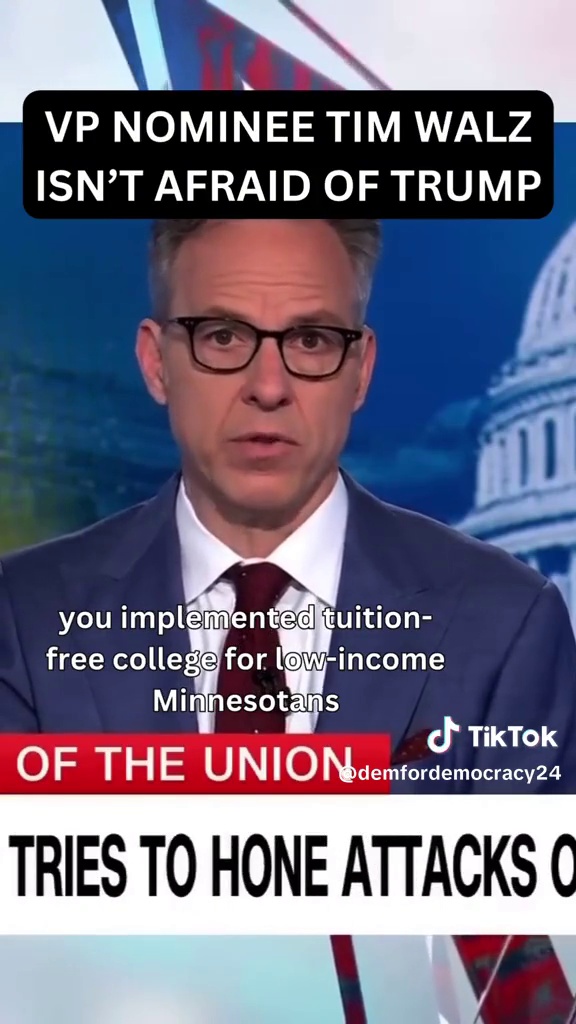 VP NOMINEE TIM WALZ
ISN'T AFRAID OF TRUMP
you implemented tuition-
free college for low-income
Minnesotans
TikTok
OF THE UNION
@demfordemocracy24
TRIES TO HONE ATTACKS O